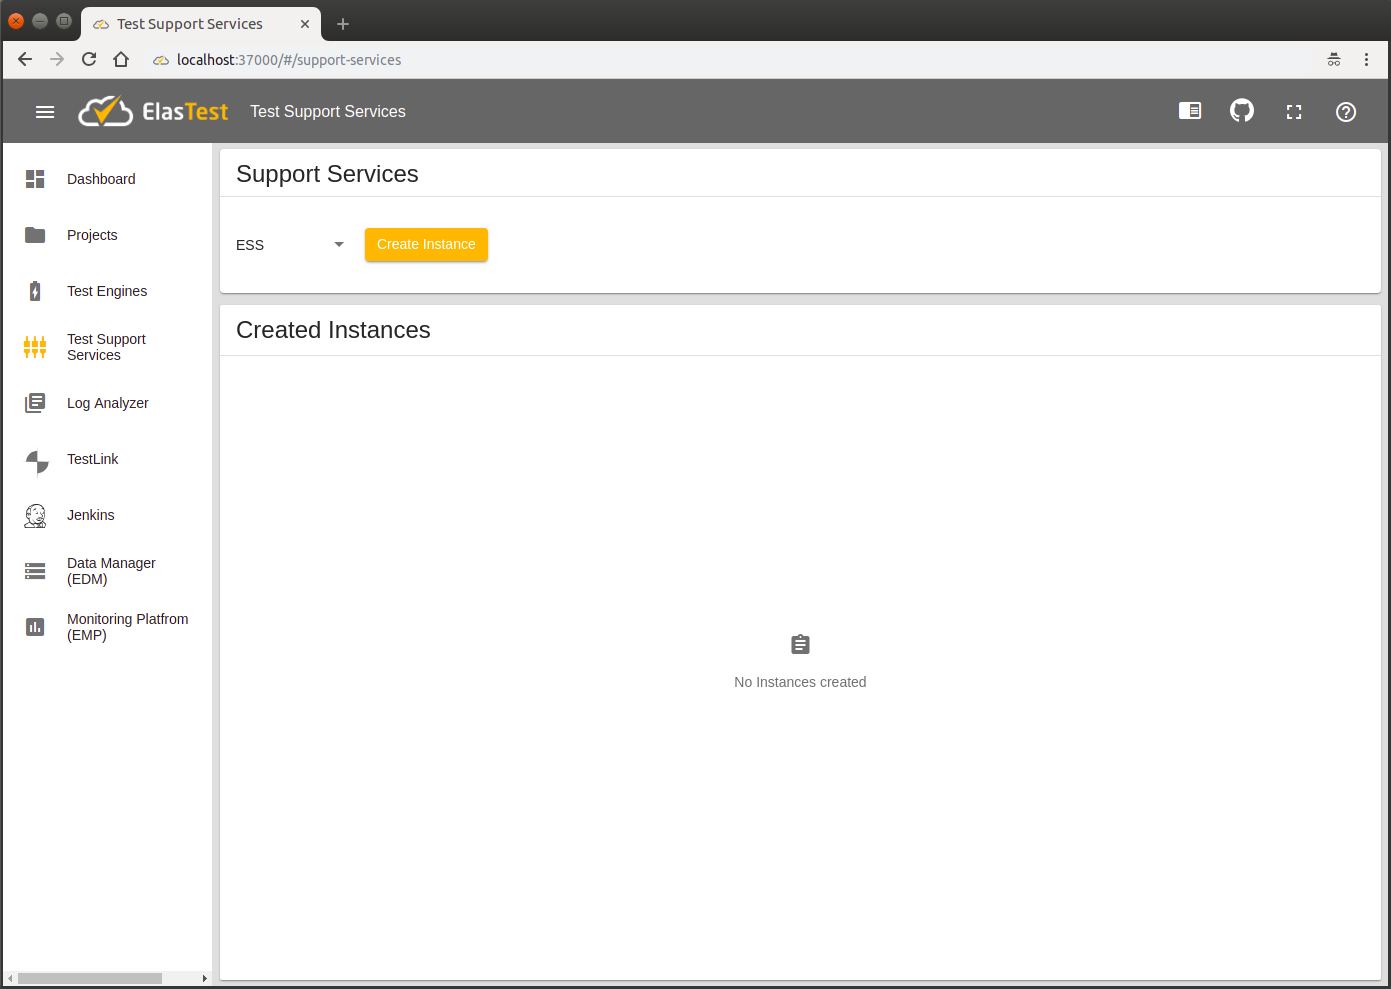 Test Support Services
localhost:37000/#/support-services
ElasTest
Test Support Services
Dashboard
Projects
Test Engines
Test Support
Services
Log Analyzer
TestLink
Jenkins
Data Manager
(EDM)
Monitoring Platfrom
(EMP)
Support Services
ESS
Create Instance
Created Instances
No Instances created